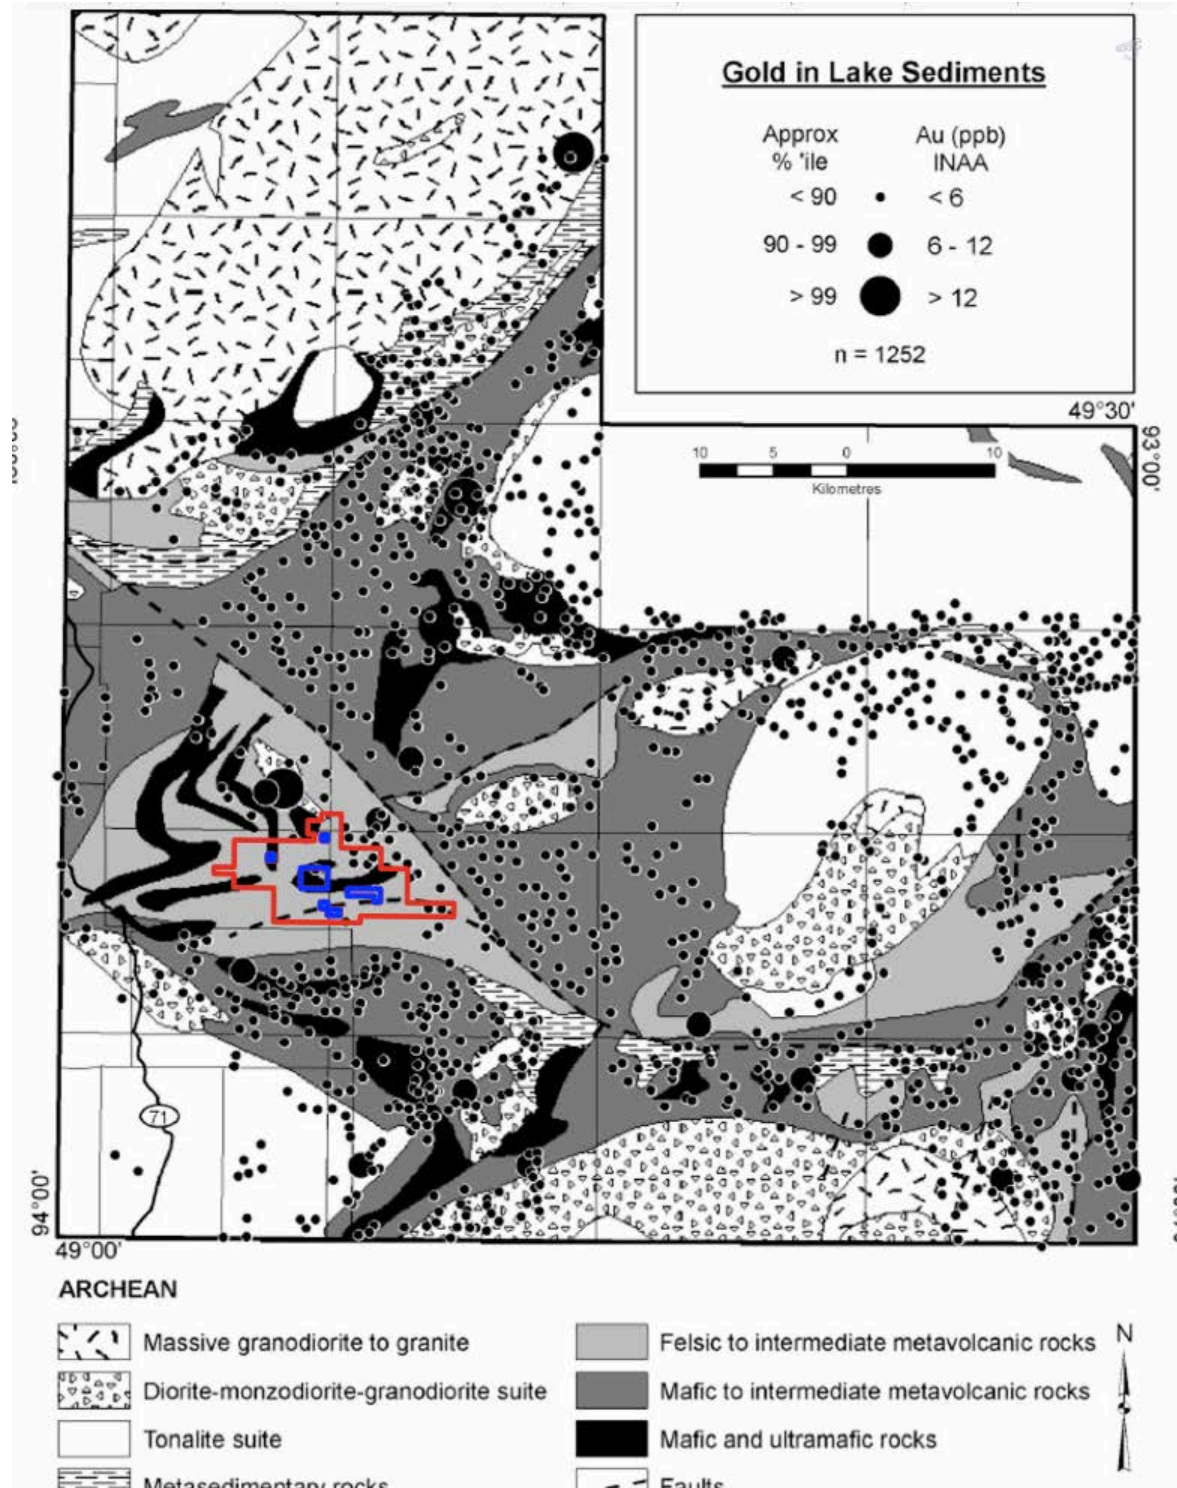 Gold in Lake Sediments
Approx Au (ppb)
% 'ile INAA
< 90 < 6
90 - 99 6 - 12
> 99 > 12
n = 1252
49°30'
93°00'
10 5 0 10
Kilometres
71
94°00'
49°00'
ARCHEAN
Massive granodiorite to granite
Diorite-monzodiorite-granodiorite suite
Tonalite suite
Metasedimentary rocks
Felsic to intermediate metavolcanic rocks
Mafic to intermediate metavolcanic rocks
Mafic and ultramafic rocks
Faults
N